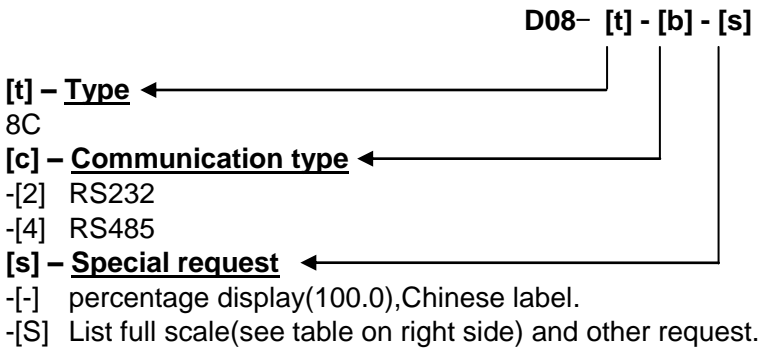 D08– [t] - [b] - [s]
[t] – Type
8C
[c] – Communication type
-[2] RS232
-[4] RS485
[s] – Special request
-[-] percentage display(100.0),Chinese label.
-[S] List full scale(see table on right side) and other request.